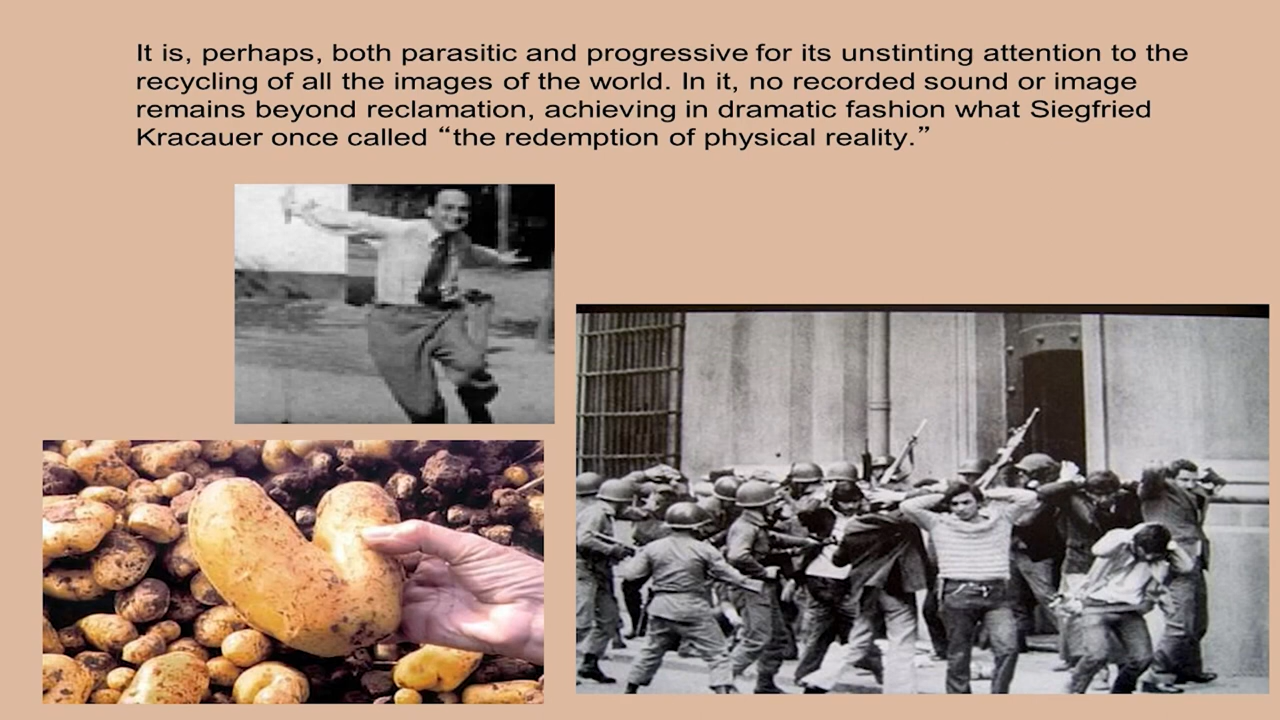 It is, perhaps, both parasitic and progressive for its unstinting attention to the
recycling of all the images of the world. In it, no recorded sound or image
remains beyond reclamation, achieving in dramatic fashion what Siegfried
Kracauer once called “the redemption of physical reality.”